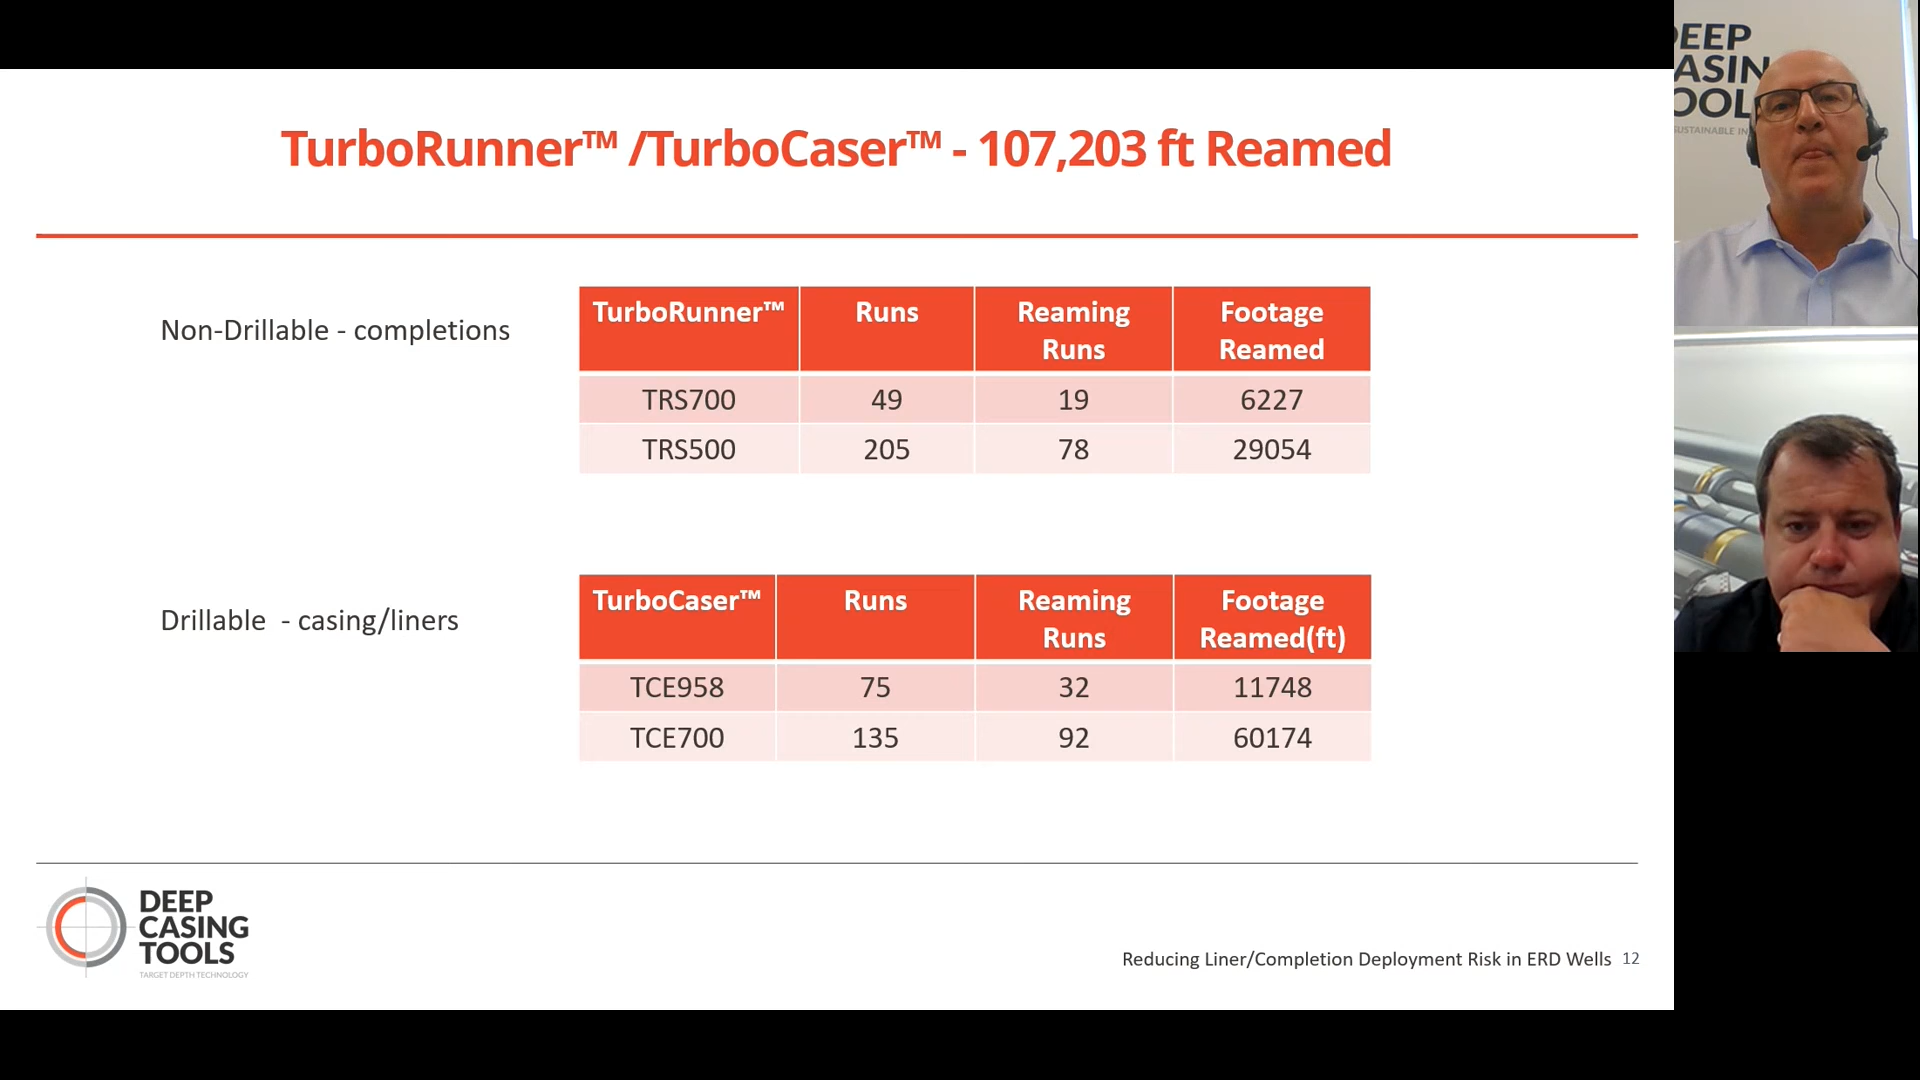 TurboRunner™ /TurboCaser™ - 107,203 ft Reamed
Non-Drillable - completions
TurboRunner™ Runs Reaming Runs Footage Reamed
TRS700 49 19 6227
TRS500 205 78 29054
Drillable - casing/liners
TurboCaser™ Runs Reaming Runs Footage Reamed(ft)
TCE958 75 32 11748
TCE700 135 92 60174
DEEP
CASING
TOOLS
TARGET DEPTH TECHNOLOGY
Reducing Liner/Completion Deployment Risk in ERD Wells 12
EEP
ASIN
OOL
SUSTAINABLE IN